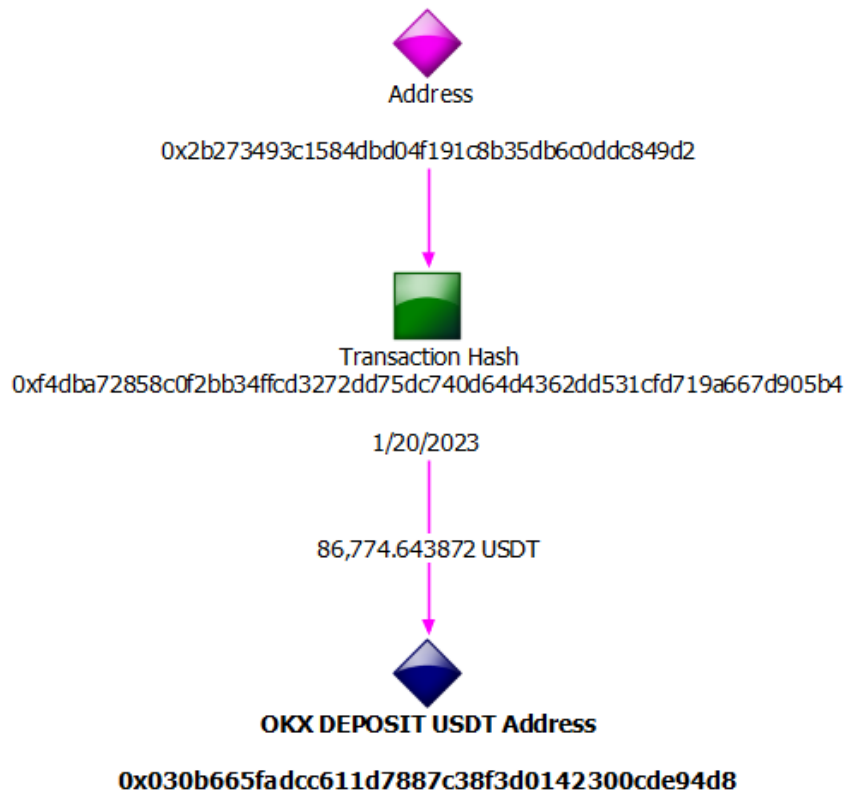 Address
0x2b273493c1584dbd04f191c8b35db6c0ddc849d2
Transaction Hash
0xf4dba72858c0f2bb34ffcd3272dd75dc740d64d4362dd531cfd719a667d905b4
1/20/2023
86,774.643872 USDT
OKX DEPOSIT USDT Address
0x030b665fadcc611d7887c38f3d0142300cde94d8